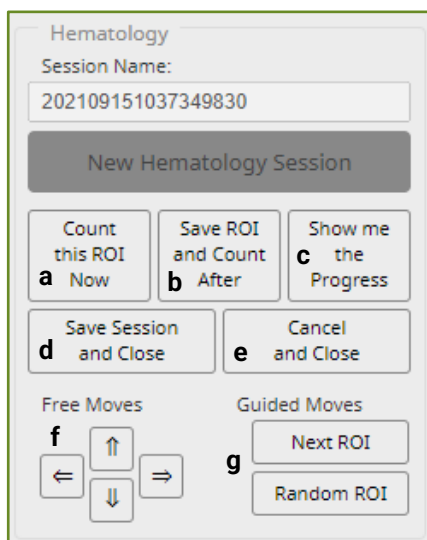 Hematology
Session Name:
202109151037349830
New Hematology Session
Count
this ROI
Now
a
Save ROI
and Count
After
b
Show me
the
Progress
c
Save Session
and Close
d
Cancel
and Close
e
Free Moves
f
⇑
⇐ ⇒
⇓
Guided Moves
g
Next ROI
Random ROI